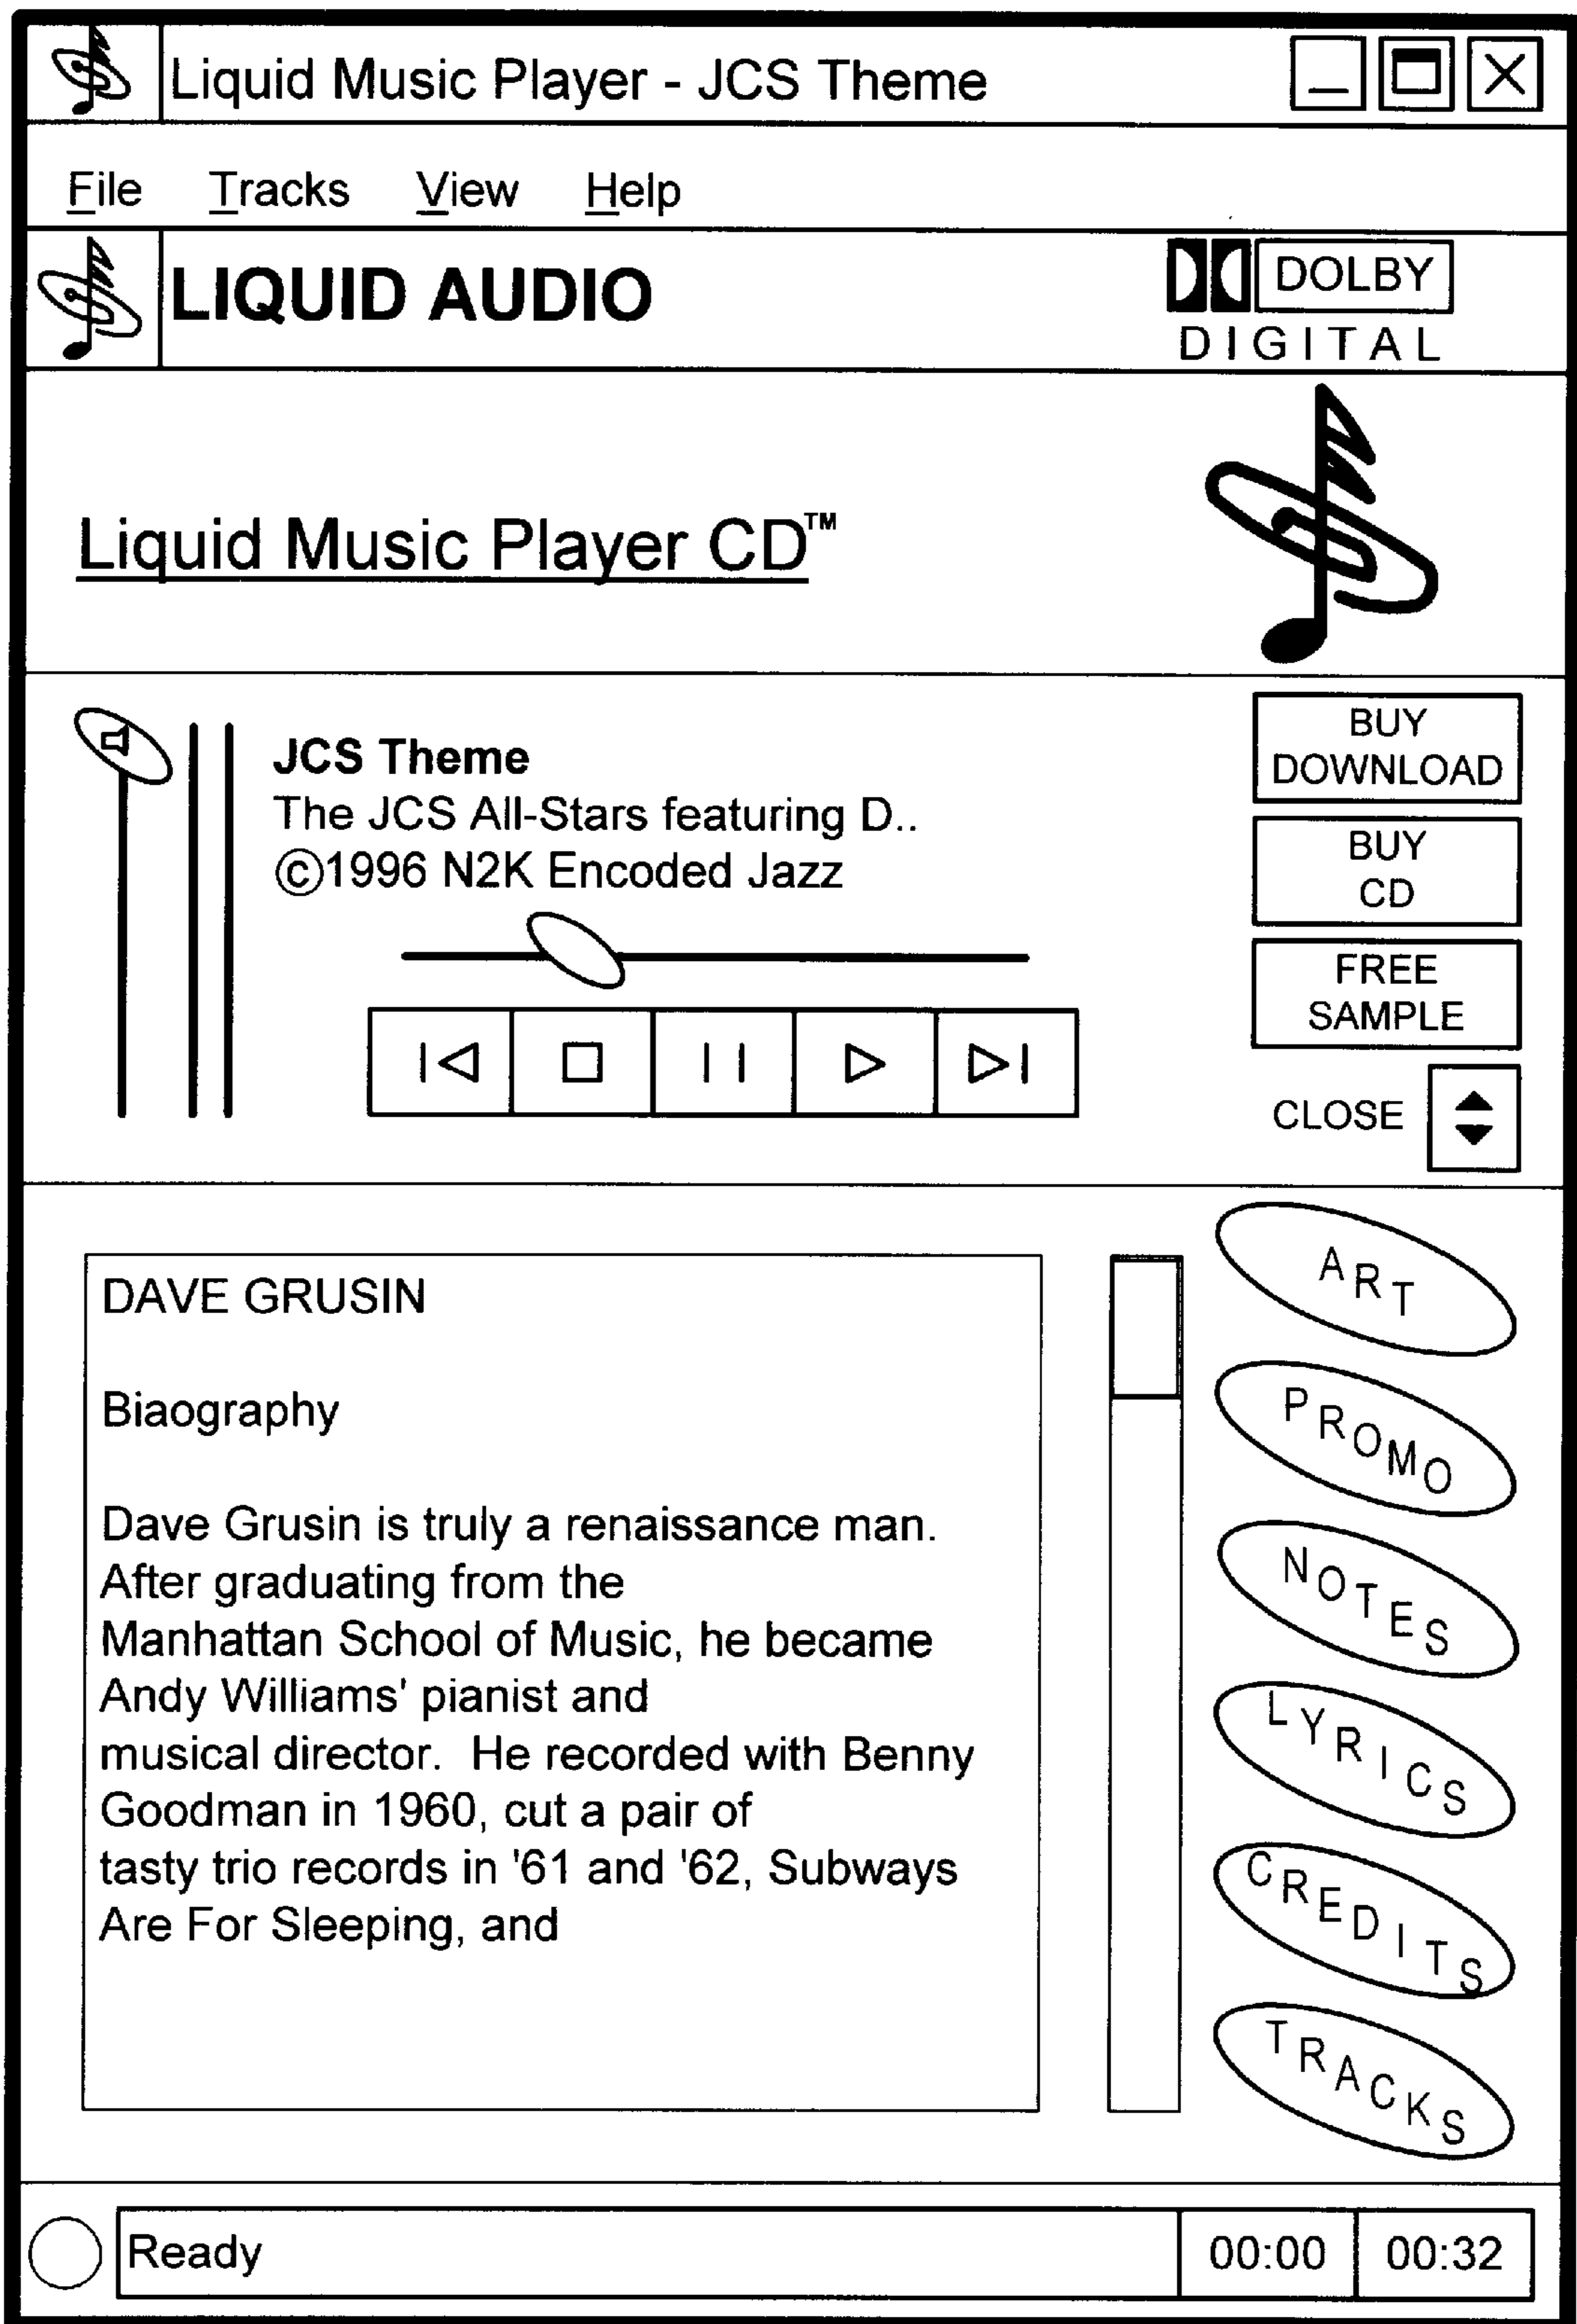 Liquid Music Player - JCS Theme
File Tracks View Help
LIQUID AUDIO
DOLBY
DIGITAL
Liquid Music Player CD™
JCS Theme
The JCS All-Stars featuring D..
©1996 N2K Encoded Jazz
BUY
DOWNLOAD
BUY
CD
FREE
SAMPLE
CLOSE
DAVE GRUSIN
Biaography
Dave Grusin is truly a renaissance man.
After graduating from the
Manhattan School of Music, he became
Andy Williams' pianist and
musical director. He recorded with Benny
Goodman in 1960, cut a pair of
tasty trio records in '61 and '62, Subways
Are For Sleeping, and
ART
PROMO
NOTES
LYRICS
CREDITS
TRACKS
Ready 00:00 00:32